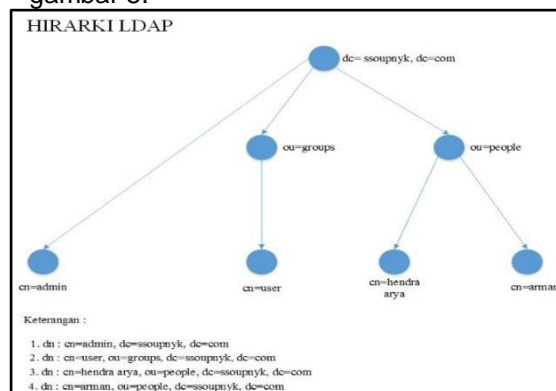 gambar 3.
HIRARKI LDAP
dc= ssoupnyk, dc=com
ou=groups
ou=people
cn=admin
cn=user
cn=hendra
arya
cn=arman
Keterangan :
1. dn : cn=admin, dc=ssoupnyk, dc=com
2. dn : cn=user, ou=groups, dc=ssoupnyk, dc=com
3. dn : cn=hendra arya, ou=people, dc=ssoupnyk, dc=com
4. dn : cn=arman, ou=people, dc=ssoupnyk, dc=com